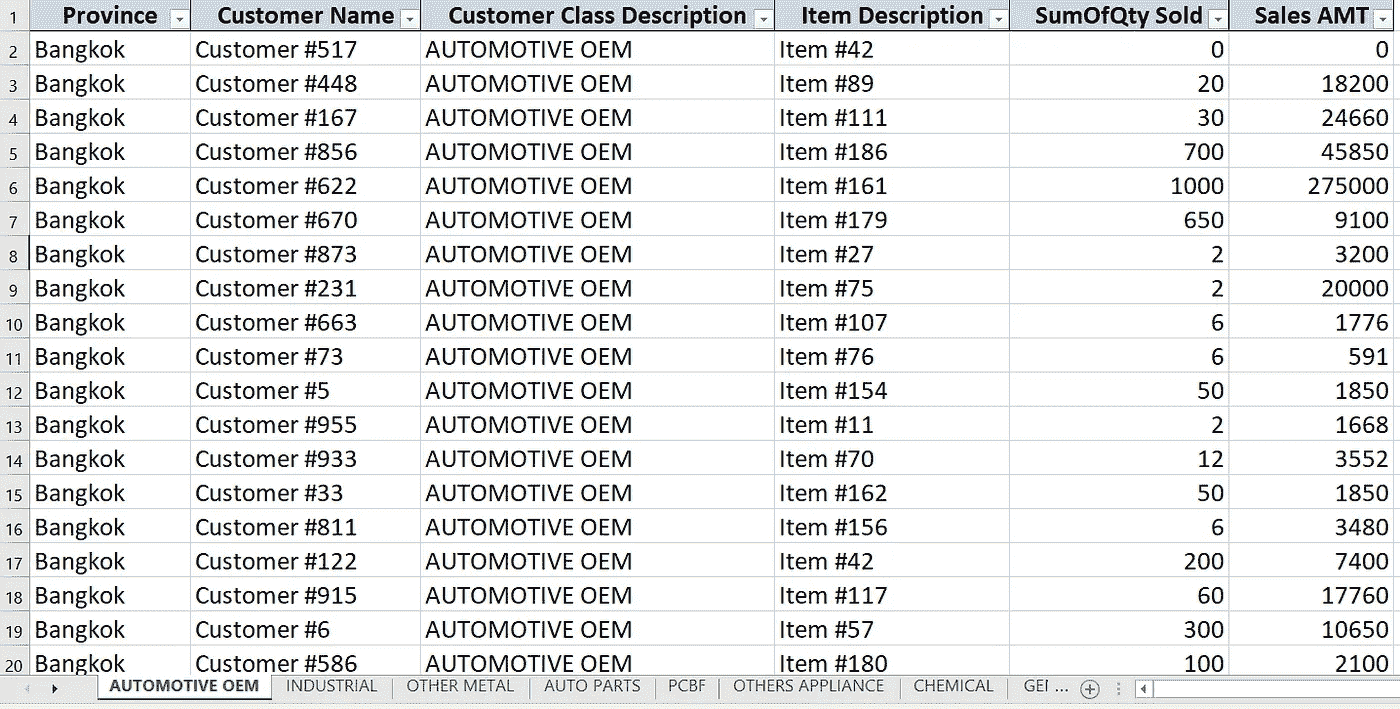 1 Province Customer Name Customer Class Description Item Description SumOfQty Sold Sales AMT
2 Bangkok Customer #517 AUTOMOTIVE OEM Item #42 0 0
3 Bangkok Customer #448 AUTOMOTIVE OEM Item #89 20 18200
4 Bangkok Customer #167 AUTOMOTIVE OEM Item #111 30 24660
5 Bangkok Customer #856 AUTOMOTIVE OEM Item #186 700 45850
6 Bangkok Customer #622 AUTOMOTIVE OEM Item #161 1000 275000
7 Bangkok Customer #670 AUTOMOTIVE OEM Item #179 650 9100
8 Bangkok Customer #873 AUTOMOTIVE OEM Item #27 2 3200
9 Bangkok Customer #231 AUTOMOTIVE OEM Item #75 2 20000
10 Bangkok Customer #663 AUTOMOTIVE OEM Item #107 6 1776
11 Bangkok Customer #73 AUTOMOTIVE OEM Item #76 6 591
12 Bangkok Customer #5 AUTOMOTIVE OEM Item #154 50 1850
13 Bangkok Customer #955 AUTOMOTIVE OEM Item #11 2 1668
14 Bangkok Customer #933 AUTOMOTIVE OEM Item #70 12 3552
15 Bangkok Customer #33 AUTOMOTIVE OEM Item #162 50 1850
16 Bangkok Customer #811 AUTOMOTIVE OEM Item #156 6 3480
17 Bangkok Customer #122 AUTOMOTIVE OEM Item #42 200 7400
18 Bangkok Customer #915 AUTOMOTIVE OEM Item #117 60 17760
19 Bangkok Customer #6 AUTOMOTIVE OEM Item #57 300 10650
20 Bangkok Customer #586 AUTOMOTIVE OEM Item #180 100 2100
AUTOMOTIVE OEM INDUSTRIAL OTHER METAL AUTO PARTS PCBF OTHERS APPLIANCE CHEMICAL GEI ...